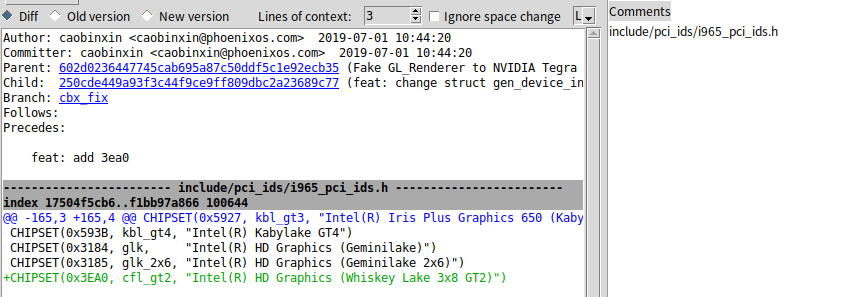 Diff Old version New version Lines of context: 3 Ignore space change L
Comments
Author: caobinxin <caobinxin@phoenixos.com>  2019-07-01 10:44:20
include/pci_ids/i965_pci_ids.h
Committer: caobinxin <caobinxin@phoenixos.com>  2019-07-01 10:44:20
Parent: 602d0236447745cab695a87c50ddf5c1e92ecb35 (Fake GL_Renderer to NVIDIA Tegra
Child:  250cde449a93f3c44f9ce9ff809dbc2a23689c77 (feat: change struct gen_device_in
Branch: cbx_fix
Follows:
Precedes:
feat: add 3ea0
---------------------- include/pci_ids/i965_pci_ids.h ----------------------
index 17504f5cb6..f1bb97a866 100644
@@ -165,3 +165,4 @@ CHIPSET(0x5927, kbl_gt3, "Intel(R) Iris Plus Graphics 650 (Kaby
CHIPSET(0x593B, kbl_gt4, "Intel(R) Kabylake GT4")
CHIPSET(0x3184, glk,     "Intel(R) HD Graphics (Geminilake)")
CHIPSET(0x3185, glk_2x6, "Intel(R) HD Graphics (Geminilake 2x6)")
+CHIPSET(0x3EA0, cfl_gt2, "Intel(R) HD Graphics (Whiskey Lake 3x8 GT2)")